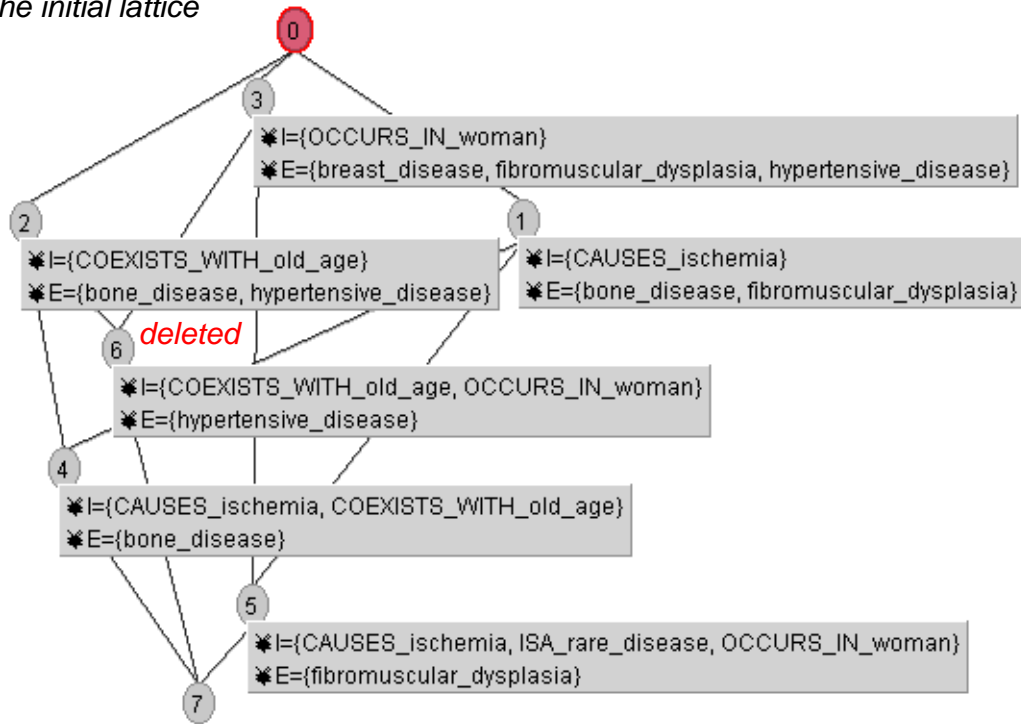 he initial lattice
0
3
I={OCCURS_IN_woman}
E={breast_disease, fibromuscular_dysplasia, hypertensive_disease}
2
1
I={COEXISTS_WITH_old_age}
E={bone_disease, hypertensive_disease}
I={CAUSES_ischemia}
E={bone_disease, fibromuscular_dysplasia}
6 deleted
I={COEXISTS_WITH_old_age, OCCURS_IN_woman}
E={hypertensive_disease}
4
I={CAUSES_ischemia, COEXISTS_WITH_old_age}
E={bone_disease}
5
I={CAUSES_ischemia, ISA_rare_disease, OCCURS_IN_woman}
E={fibromuscular_dysplasia}
7